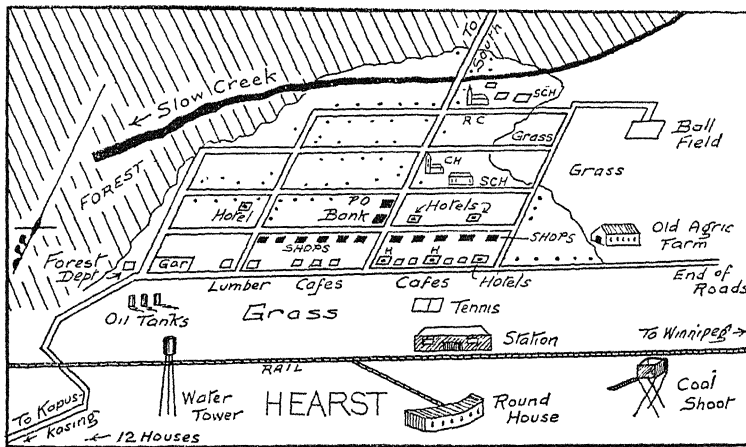 TO
South
← Slow Creek
SCH
RC
Grass
Ball
Field
Grass
FOREST
CH
SCH
Hotel
PO
Bank
Hotels
SHOPS
SHOPS
Old Agric
Farm
Forest
Dept
Gar
H
H
Hotels
Lumber
Cafes
Cafes
End of
Roads
Oil Tanks
Grass
Tennis
Station
To Winnipeg →
RAIL
To Kapus-
kasing
Water
Tower
HEARST
Round
House
Coal
Shoot
← 12 Houses